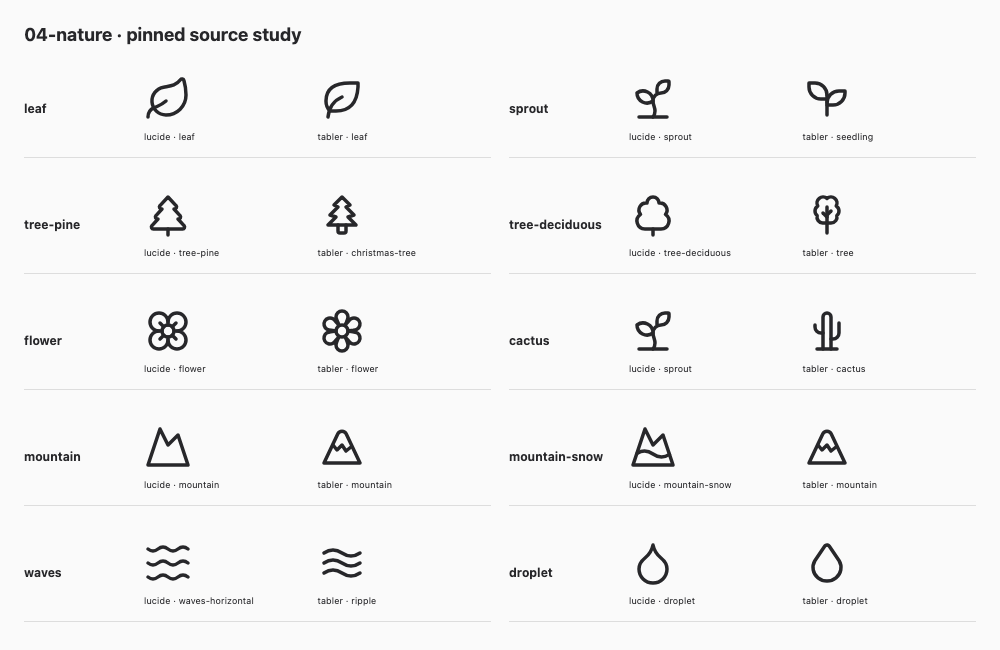 04-nature · pinned source study
leaf
lucide · leaf
tabler · leaf
sprout
lucide · sprout
tabler · seedling
tree-pine
lucide · tree-pine
tabler · christmas-tree
tree-deciduous
lucide · tree-deciduous
tabler · tree
flower
lucide · flower
tabler · flower
cactus
lucide · sprout
tabler · cactus
mountain
lucide · mountain
tabler · mountain
mountain-snow
lucide · mountain-snow
tabler · mountain
waves
lucide · waves-horizontal
tabler · ripple
droplet
lucide · droplet
tabler · droplet